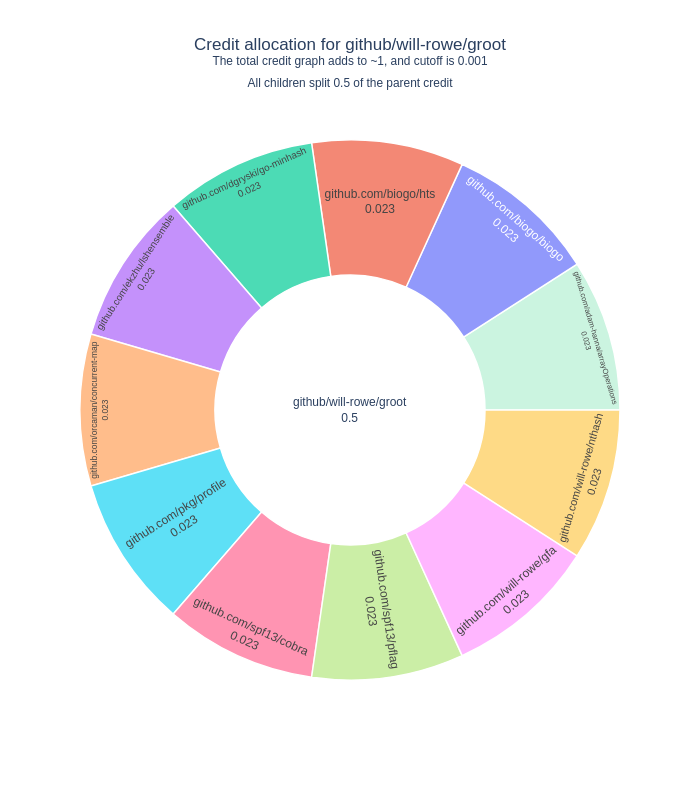 Credit allocation for github/will-rowe/groot
The total credit graph adds to ~1, and cutoff is 0.001
All children split 0.5 of the parent credit
github/will-rowe/groot
0.5
github.com/adam-hanna/arrayOperations
0.023
github.com/biogo/biogo
0.023
github.com/biogo/hts
0.023
github.com/dgryski/go-minhash
0.023
github.com/ekzhu/lshensemble
0.023
github.com/orcaman/concurrent-map
0.023
github.com/pkg/profile
0.023
github.com/spf13/cobra
0.023
github.com/spf13/pflag
0.023
github.com/will-rowe/gfa
0.023
github.com/will-rowe/nthash
0.023